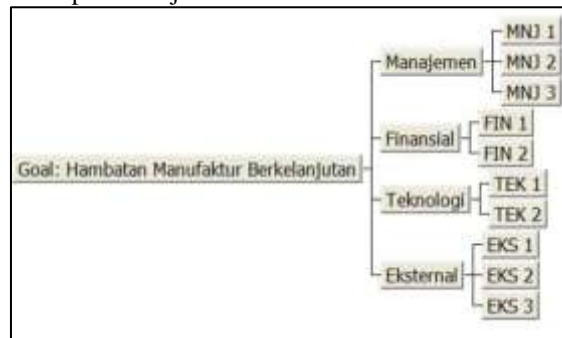 Goal: Hambatan Manufaktur Berkelanjutan
Manajemen
MNJ 1
MNJ 2
MNJ 3
Finansial
FIN 1
FIN 2
Teknologi
TEK 1
TEK 2
Eksternal
EKS 1
EKS 2
EKS 3